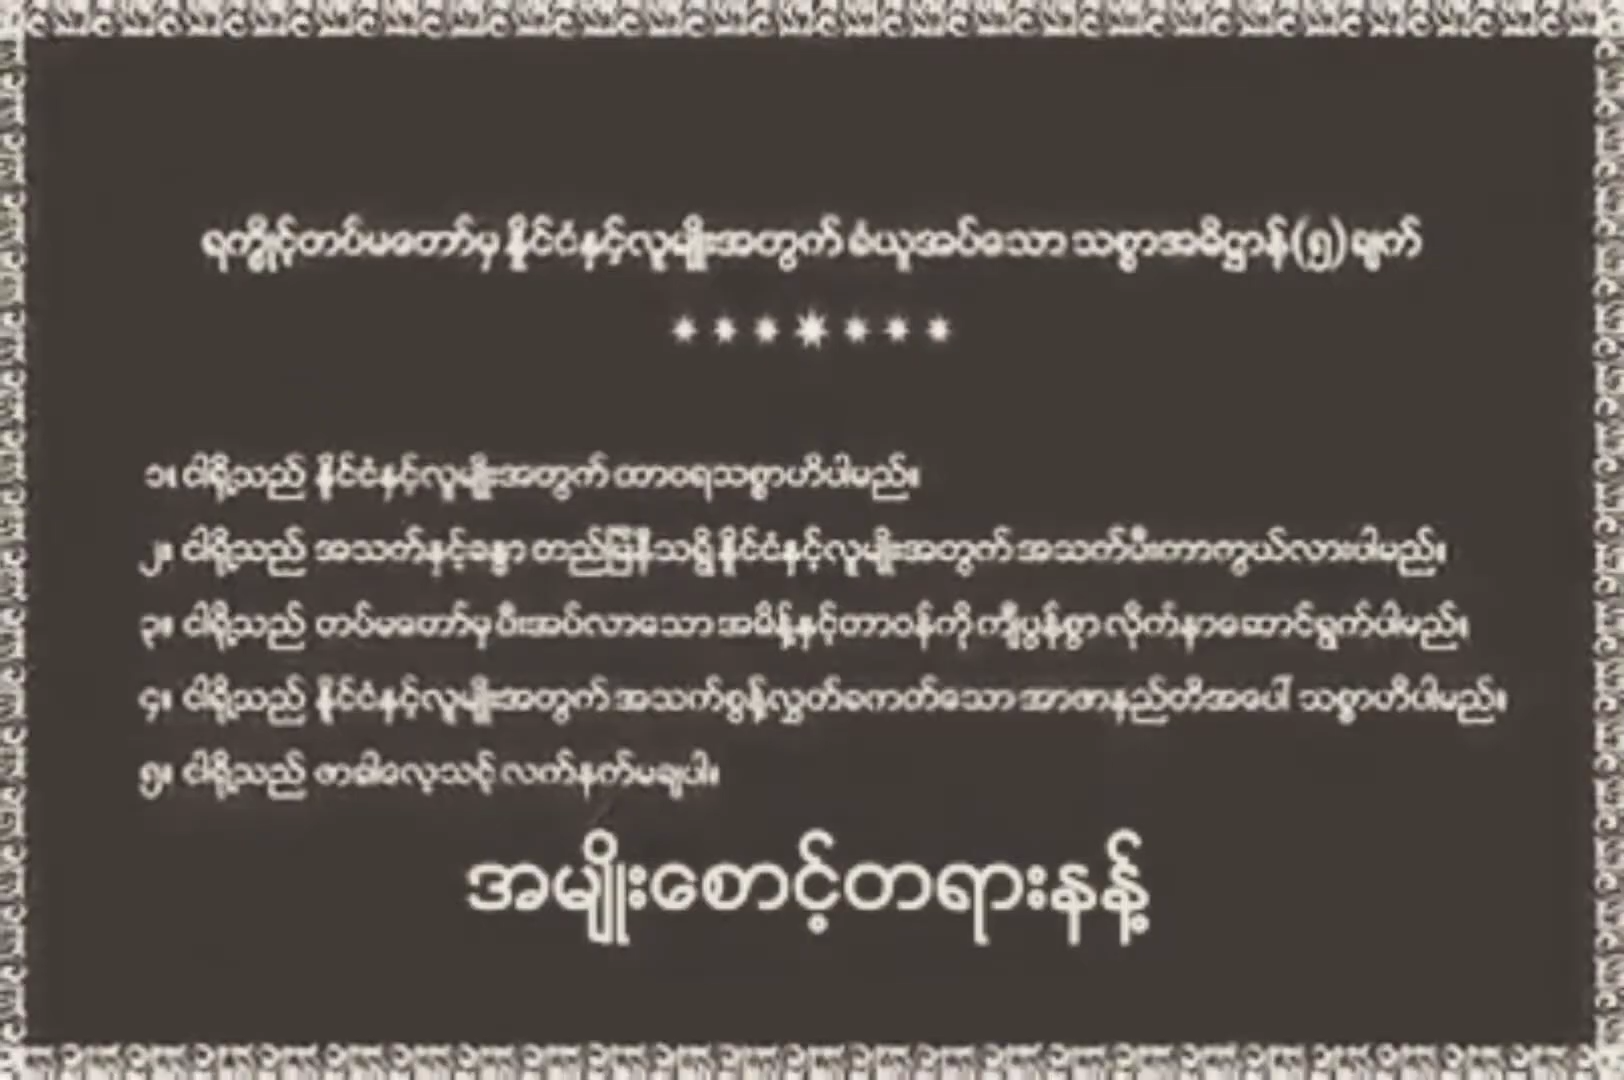 ရက္ခိုင့်တပ်မတော်မှ နိူင်ငံနှင့်လူမျိုးအတွက် ခံယူအပ်သော သစ္စာအဓိဋ္ဌာန်(၅)ချက်
၁။ ငါရို့သည် နိူင်ငံနှင့်လူမျိုးအတွက် ထာဝရသစ္စာဟိပါမည်။
၂။ ငါရို့သည် အသက်နှင့်ခန္ဓာ တည်မြဲနီသရွိ နိူင်ငံနှင့်လူမျိုးအတွက် အသက်ပီးကာကွယ်လားပါမည်။
၃။ ငါရို့သည် တပ်မတော်မှ ပီးအပ်လာသော အမိန့်နှင့်တာဝန်ကို ကျီပွန်စွာ လိုက်နာဆောင်ရွက်ပါမည်။
၄။ ငါရို့သည် နိူင်ငံနှင့်လူမျိုးအတွက် အသက်စွန့်လွှတ်ခကတ်သော အာဇာနည်တိအပေါ် သစ္စာဟိပါမည်။
၅။ ငါရို့သည် ဇာခါလေ့သင့် လက်နက်မချပါ။
အမျိုးစောင့်တရားနန့်